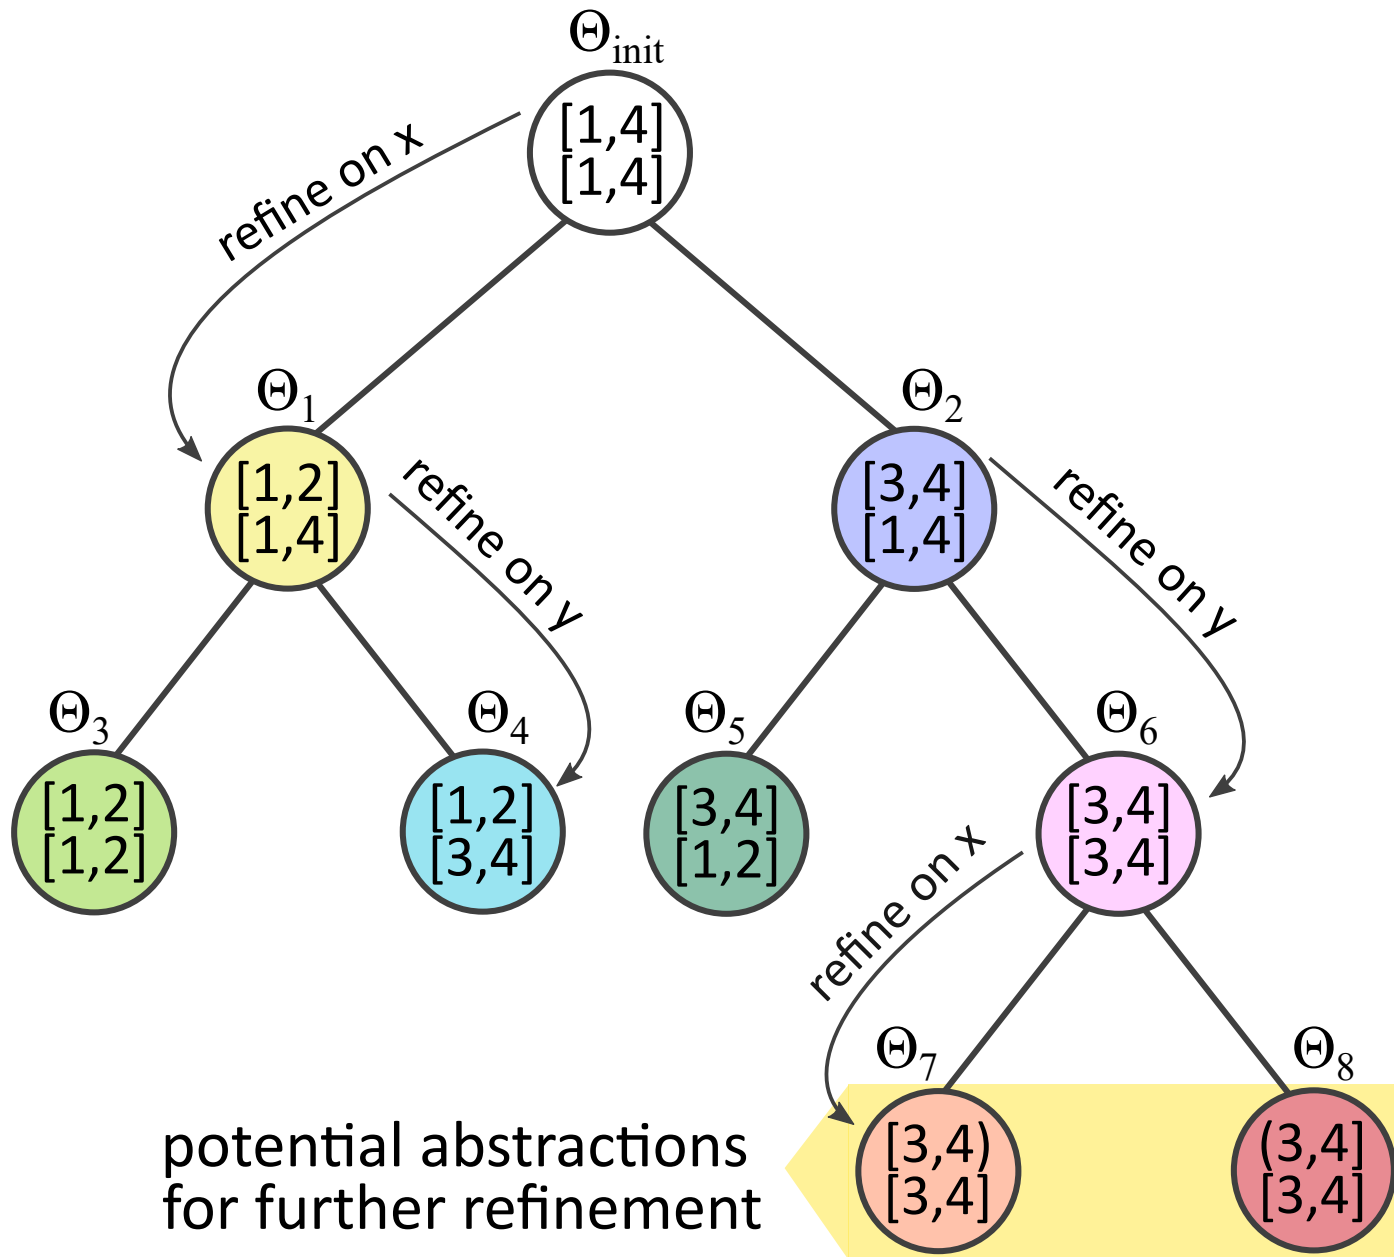 Θinit
[1,4]
[1,4]
refine on x
Θ1
[1,2]
[1,4]
refine on y
Θ2
[3,4]
[1,4]
refine on y
Θ3
[1,2]
[1,2]
Θ4
[1,2]
[3,4]
Θ5
[3,4]
[1,2]
Θ6
[3,4]
[3,4]
refine on x
Θ7
[3,4)
[3,4]
Θ8
(3,4]
[3,4]
potential abstractions
for further refinement